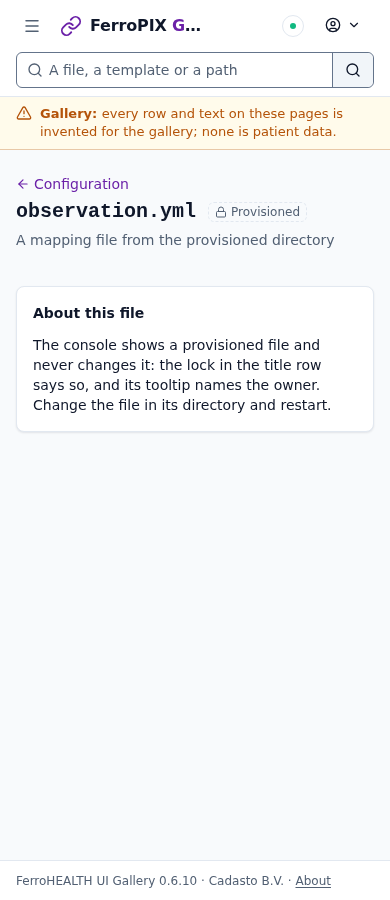 FerroPIX G…
A file, a template or a path
Gallery: every row and text on these pages is
invented for the gallery; none is patient data.
← Configuration
observation.yml Provisioned
A mapping file from the provisioned directory
About this file
The console shows a provisioned file and
never changes it: the lock in the title row
says so, and its tooltip names the owner.
Change the file in its directory and restart.
FerroHEALTH UI Gallery 0.6.10 · Cadasto B.V. · About